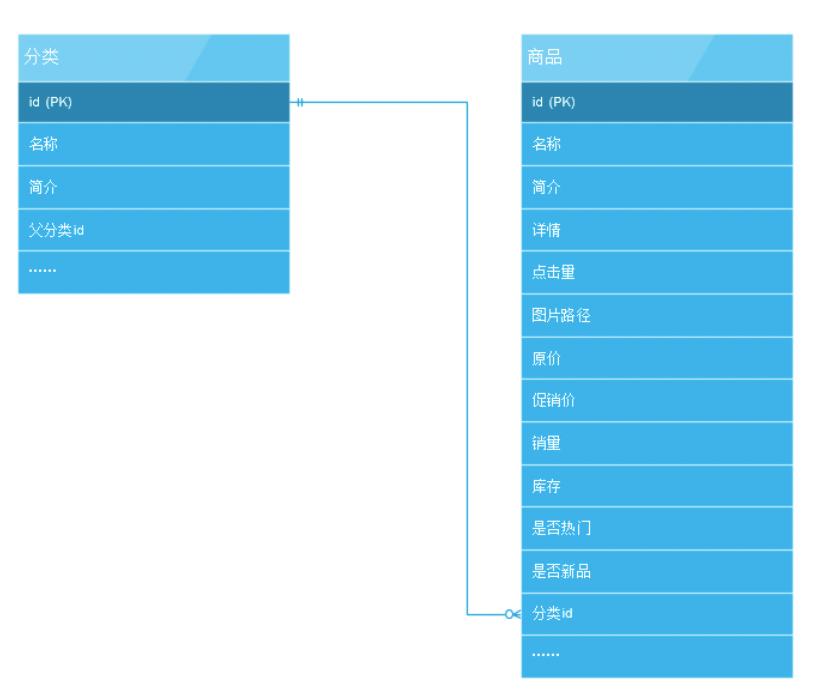 分类
id (PK)
名称
简介
父分类id
······
商品
id (PK)
名称
简介
详情
点击量
图片路径
原价
促销价
销量
库存
是否热门
是否新品
分类id
······